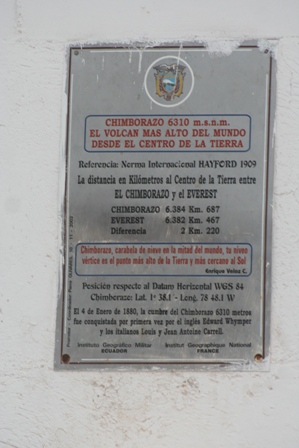 CHIMBORAZO 6310 m.s.n.m.
EL VOLCAN MAS ALTO DEL MUNDO
DESDE EL CENTRO DE LA TIERRA
Referencia: Norma Internacional HAYFORD 1909
La distancia en Kilómetros al Centro de la Tierra entre
EL CHIMBORAZO y el EVEREST
CHIMBORAZO 6.384 Km. 687
EVEREST 6.382 Km. 467
Diferencia 2 Km. 220
Chimborazo, carabela de nieve en la mitad del mundo, tu niveo
vértice es el punto más alto de la Tierra y más cercano al Sol
Enrique Veloz C.
Posición respecto al Datum Horizontal WGS 84
Chimborazo: Lat. 1º 38.1 - Long. 78 48.1 W
El 4 de Enero de 1880, la cumbre del Chimborazo 6310 metros
fue conquistada por primera vez por el inglés Edward Whymper
y los italianos Louis y Jean Antoine Carrell.
Instituto Geográfico Militar Institut Geographique National
ECUADOR FRANCE